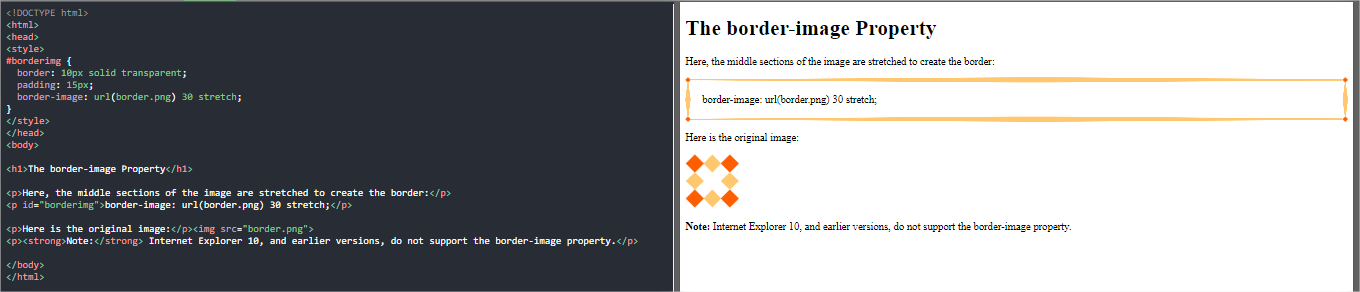 <!DOCTYPE html>
<html>
<head>
<style>
#borderimg {
  border: 10px solid transparent;
  padding: 15px;
  border-image: url(border.png) 30 stretch;
}
</style>
</head>
<body>

<h1>The border-image Property</h1>

<p>Here, the middle sections of the image are stretched to create the border:</p>
<p id="borderimg">border-image: url(border.png) 30 stretch;</p>

<p>Here is the original image:</p><img src="border.png">
<p><strong>Note:</strong> Internet Explorer 10, and earlier versions, do not support the border-image property.</p>

</body>
</html>
The border-image Property
Here, the middle sections of the image are stretched to create the border:
border-image: url(border.png) 30 stretch;
Here is the original image:
Note: Internet Explorer 10, and earlier versions, do not support the border-image property.